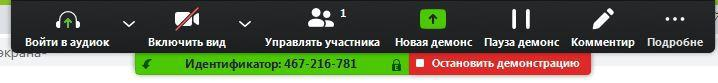 1
Войти в аудиок
Включить вид
Управлять участника
Новая демонс
Пауза демонс
Комментир
Подробне
экрана-
Идентификатор: 467-216-781
Остановить демонстрацию